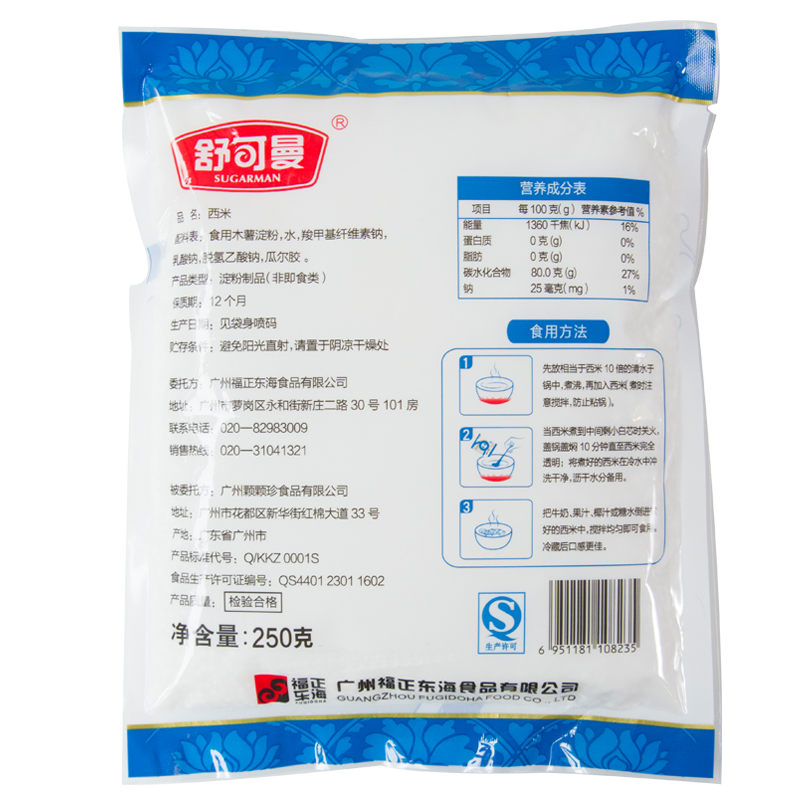 舒可曼
SUGARMAN
®
品名：西米
配料表：食用木薯淀粉，水，羧甲基纤维素钠，
乳酸钠，脱氢乙酸钠，瓜尔胶。
产品类型：淀粉制品（非即食类）
保质期：12个月
生产日期：见袋身喷码
贮存条件：避免阳光直射，请置于阴凉干燥处
委托方：广州福正东海食品有限公司
地址：广州市萝岗区永和街新庄二路30号101房
联系电话：020—82983009
销售热线：020—31041321
被委托方：广州颗颗珍食品有限公司
地址：广州市花都区新华街红棉大道33号
产地：广东省广州市
产品标准代号：Q/KKZ 0001S
食品生产许可证编号：QS4401 2301 1602
产品质量：检验合格
净含量：250克
营养成分表
项目 每100克(g) 营养素参考值%
能量 1360千焦(kJ) 16%
蛋白质 0克(g) 0%
脂肪 0克(g) 0%
碳水化合物 80.0克(g) 27%
钠 25毫克(mg) 1%
食用方法
1
先放相当于西米10倍的清水于
锅中，煮沸，再加入西米(煮时注
意搅拌，防止粘锅)。
2
当西米煮到中间剩小白芯时关火，
盖锅盖焖10分钟直至西米完全
透明；将煮好的西米在冷水中冲
洗干净，沥干水分备用。
3
把牛奶、果汁、椰汁或糖水倒进煮
好的西米中，搅拌均匀即可食用。
冷藏后口感更佳。
QS
生产许可
6 951181 108235
福正东海
FUGIDOHA
广州福正东海食品有限公司
GUANGZHOU FUGIDOHA FOOD CO., LTD